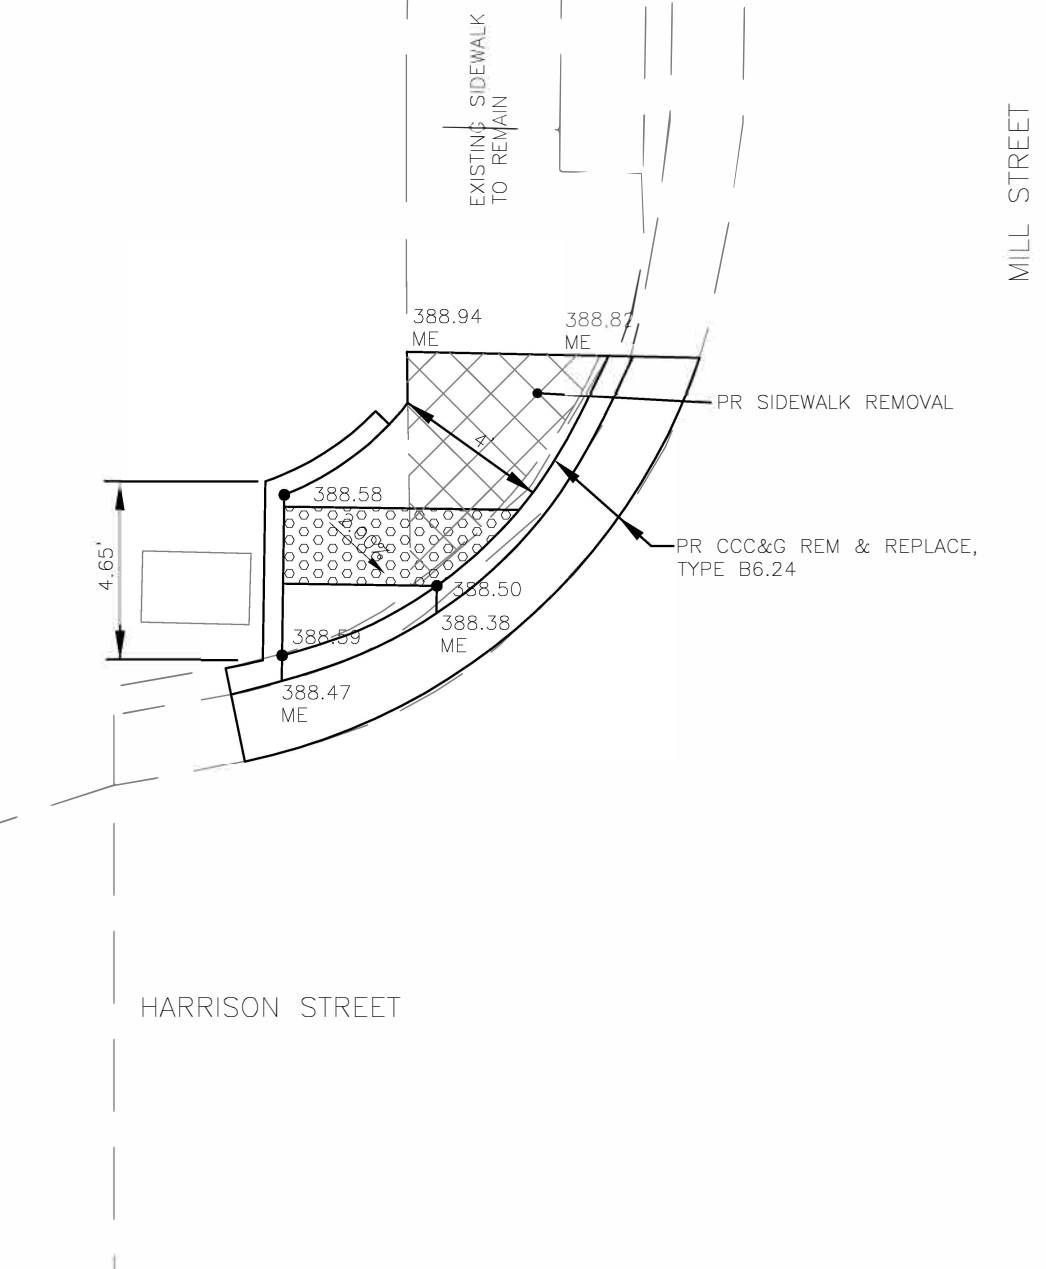 EXISTING SIDEWALK
TO REMAIN
MILL STREET
388.94
ME
388.82
ME
PR SIDEWALK REMOVAL
4'
388.58
4.65'
PR CCC&G REM & REPLACE,
TYPE B6.24
388.50
388.38
ME
388.59
388.47
ME
HARRISON STREET